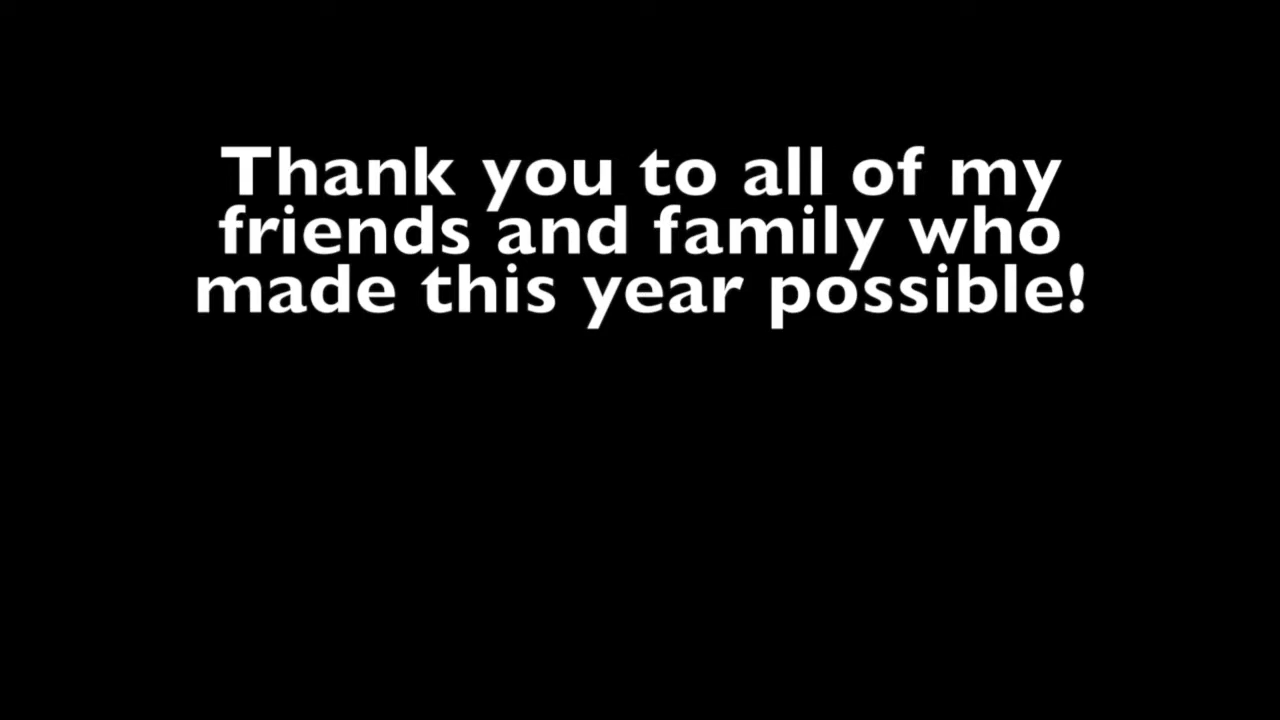 Thank you to all of my
friends and family who
made this year possible!